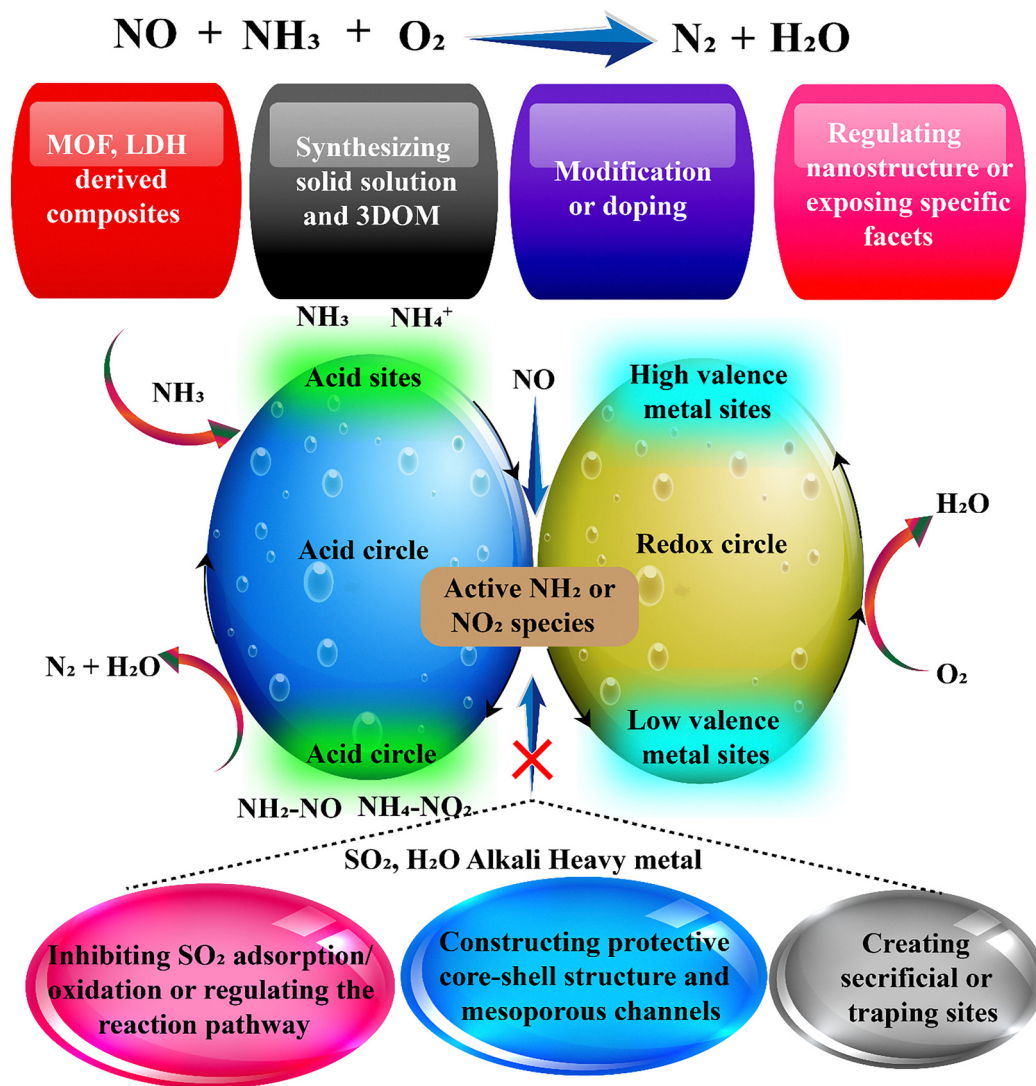 NO + NH₃ + O₂ N₂ + H₂O
MOF, LDH
derived
composites
Synthesizing
solid solution
and 3DOM
Modification
or doping
Regulating
nanostructure or
exposing specific
facets
NH₃ NH₄⁺
Acid sites
NH₃
NO
High valence
metal sites
H₂O
Acid circle
Redox circle
Active NH₂ or
NO₂ species
N₂ + H₂O
O₂
Acid circle
Low valence
metal sites
NH₂-NO NH₄-NO₂
SO₂, H₂O Alkali Heavy metal
Inhibiting SO₂ adsorption/
oxidation or regulating the
reaction pathway
Constructing protective
core-shell structure and
mesoporous channels
Creating
secrificial or
traping sites